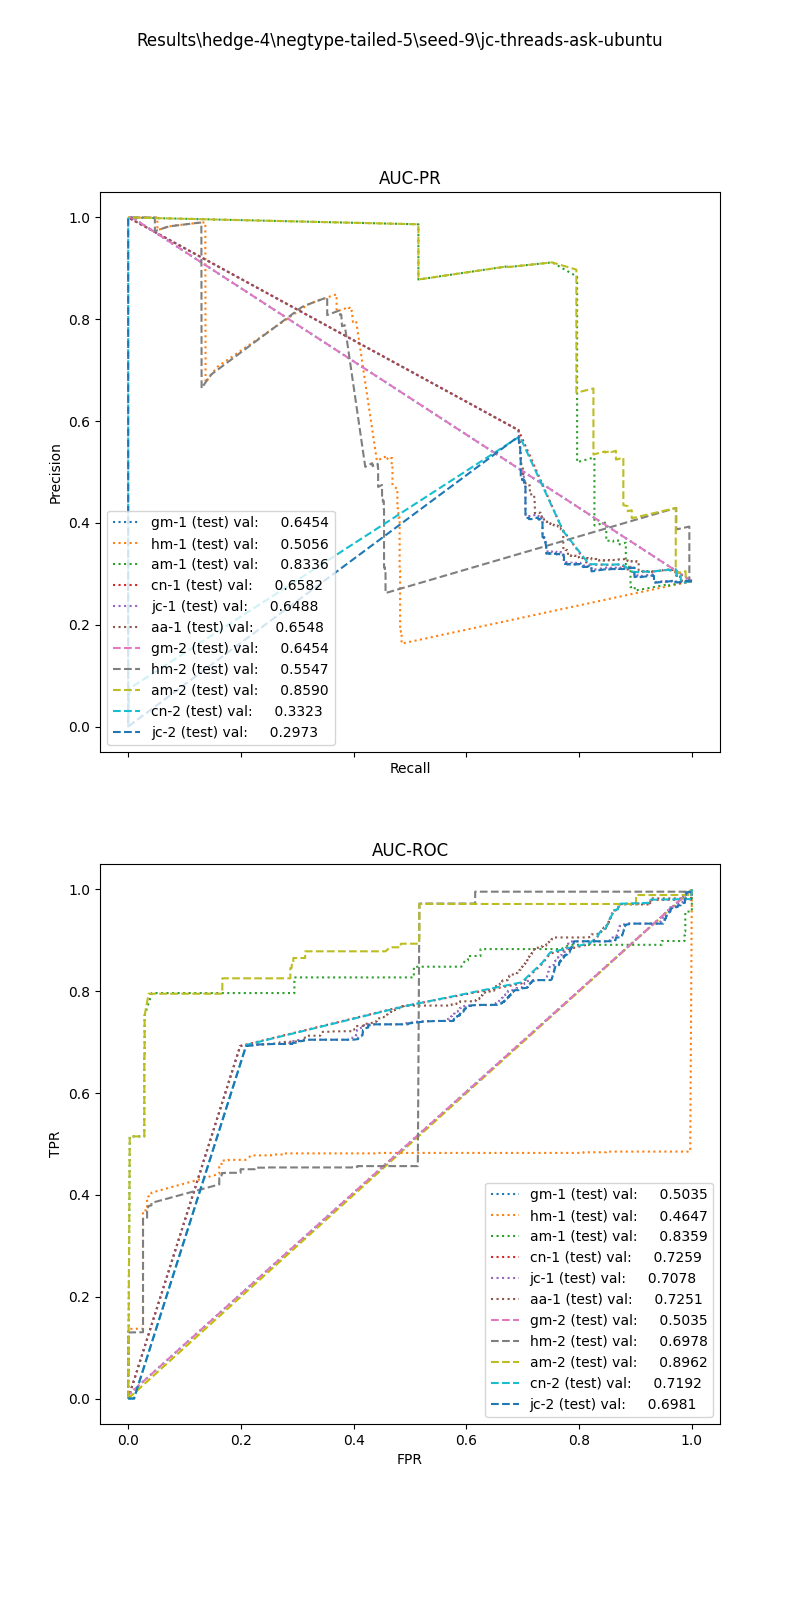 Results\hedge-4\negtype-tailed-5\seed-9\jc-threads-ask-ubuntu
AUC-PR
1.0
0.8
0.6
0.4
0.2
0.0
Precision
gm-1 (test) val: 0.6454
hm-1 (test) val: 0.5056
am-1 (test) val: 0.8336
cn-1 (test) val: 0.6582
jc-1 (test) val: 0.6488
aa-1 (test) val: 0.6548
gm-2 (test) val: 0.6454
hm-2 (test) val: 0.5547
am-2 (test) val: 0.8590
cn-2 (test) val: 0.3323
jc-2 (test) val: 0.2973
Recall
AUC-ROC
1.0
0.8
0.6
0.4
0.2
0.0
TPR
gm-1 (test) val: 0.5035
hm-1 (test) val: 0.4647
am-1 (test) val: 0.8359
cn-1 (test) val: 0.7259
jc-1 (test) val: 0.7078
aa-1 (test) val: 0.7251
gm-2 (test) val: 0.5035
hm-2 (test) val: 0.6978
am-2 (test) val: 0.8962
cn-2 (test) val: 0.7192
jc-2 (test) val: 0.6981
0.0 0.2 0.4 0.6 0.8 1.0
FPR